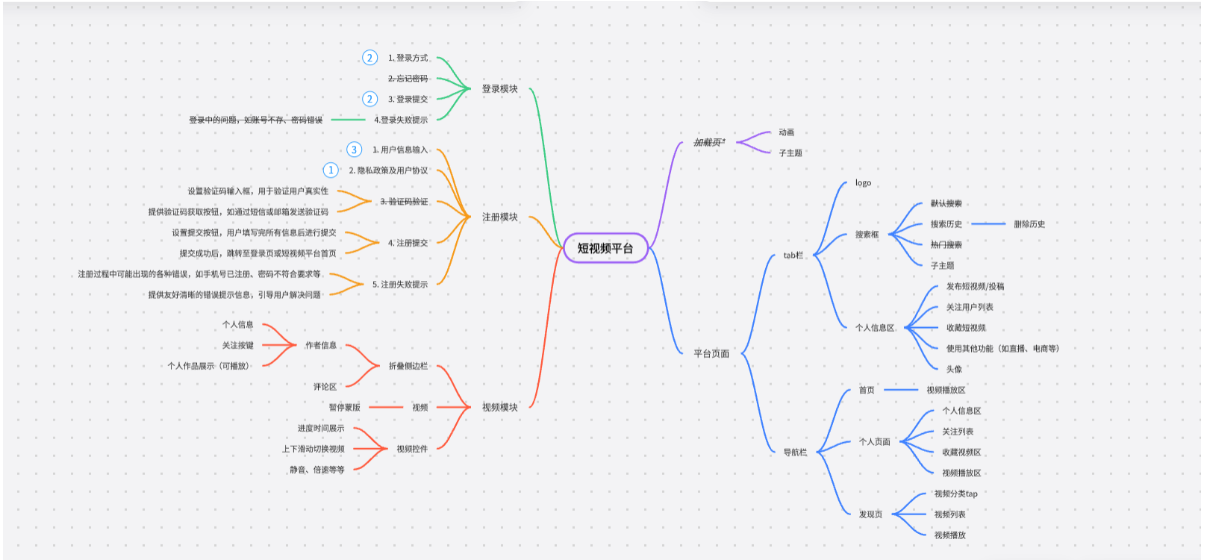 短视频平台
登录模块
2
1. 登录方式
2. 忘记密码
2
3. 登录提交
4.登录失败提示
登录中的问题，如账号不存、密码错误
注册模块
3
1. 用户信息输入
1
2. 隐私政策及用户协议
3. 验证码验证
设置验证码输入框，用于验证用户真实性
提供验证码获取按钮，如通过短信或邮箱发送验证码
4. 注册提交
设置提交按钮，用户填写完所有信息后进行提交
提交成功后，跳转至登录页或短视频平台首页
5. 注册失败提示
注册过程中可能出现的各种错误，如手机号已注册、密码不符合要求等
提供友好清晰的错误提示信息，引导用户解决问题
视频模块
折叠侧边栏
作者信息
个人信息
关注按键
个人作品展示（可播放）
评论区
视频
暂停蒙版
视频控件
进度时间展示
上下滑动切换视频
静音、倍速等等
加载页*
动画
子主题
平台页面
tab栏
logo
搜索框
默认搜索
搜索历史
删除历史
热门搜索
子主题
个人信息区
发布短视频/投稿
关注用户列表
收藏短视频
使用其他功能（如直播、电商等）
头像
导航栏
首页
视频播放区
个人页面
个人信息区
关注列表
收藏视频区
视频播放区
发现页
视频分类tap
视频列表
视频播放